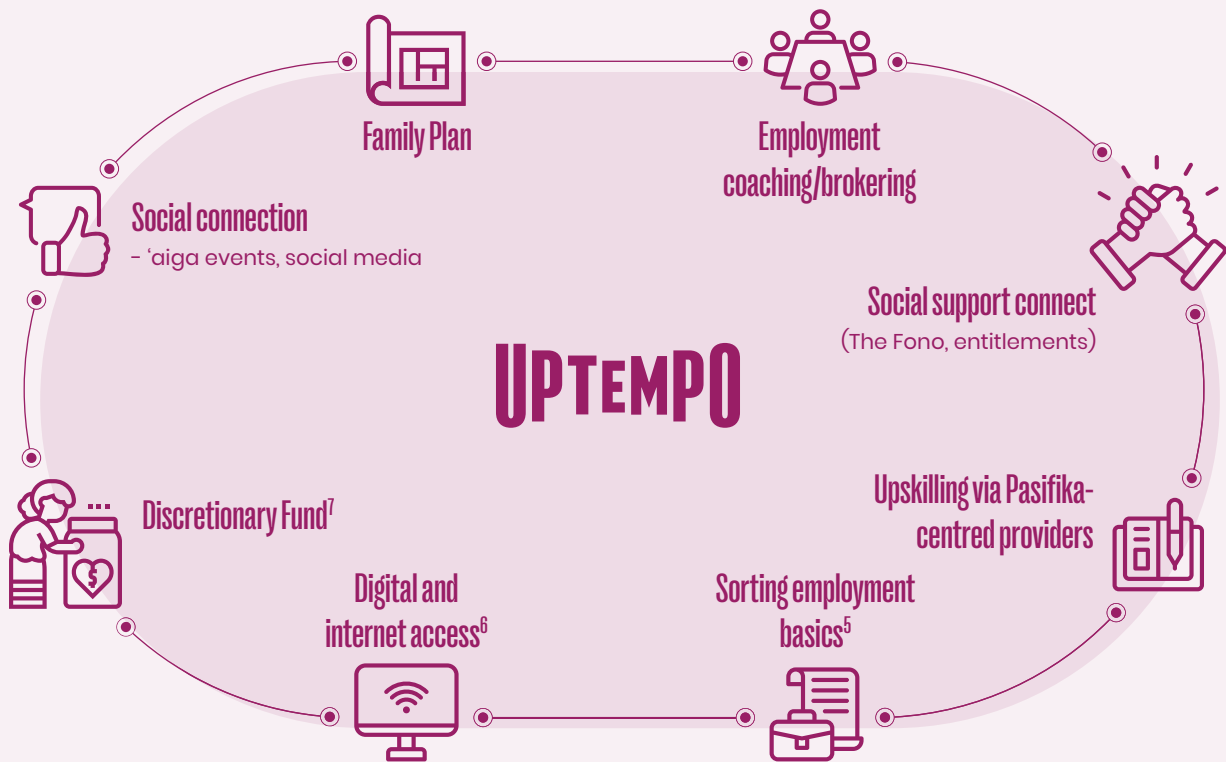 Family Plan
Employment
coaching/brokering
Social connection
- ‘aiga events, social media
Social support connect
(The Fono, entitlements)
UPTEMPO
Discretionary Fund⁷
Upskilling via Pasifika-
centred providers
Digital and
internet access⁶
Sorting employment
basics⁵